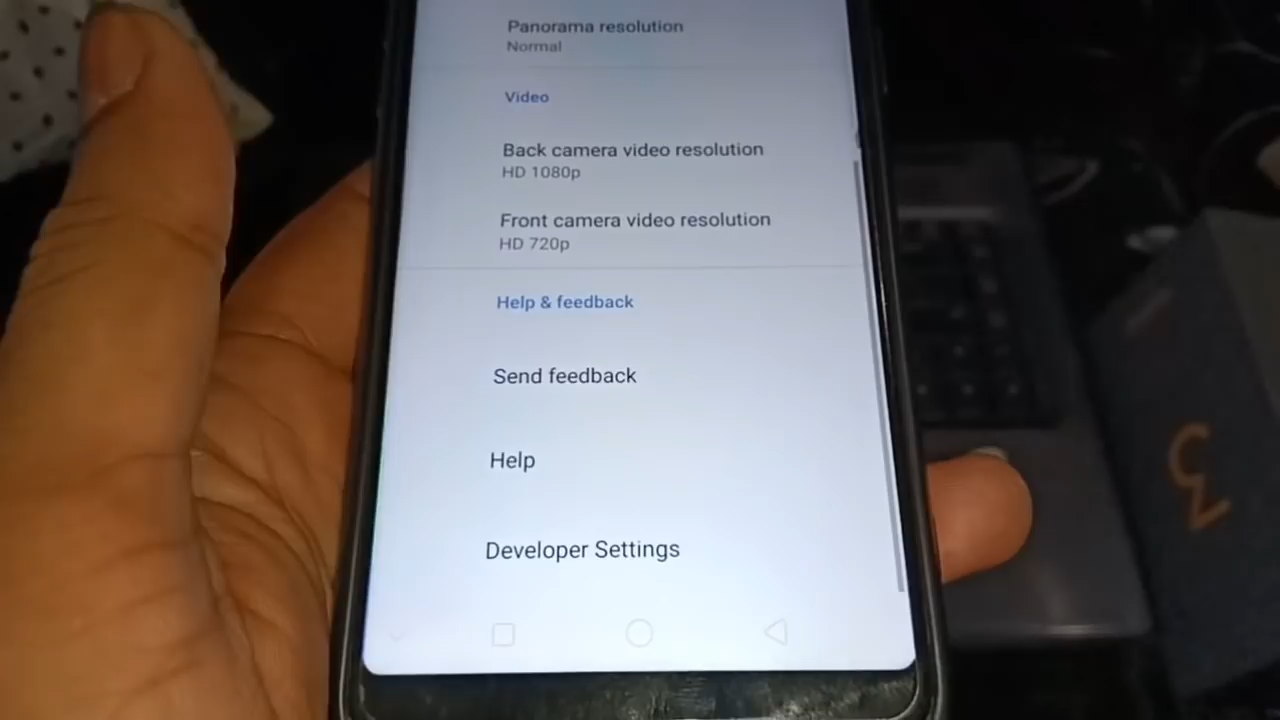 Panorama resolution
Normal
Video
Back camera video resolution
HD 1080p
Front camera video resolution
HD 720p
Help & feedback
Send feedback
Help
Developer Settings